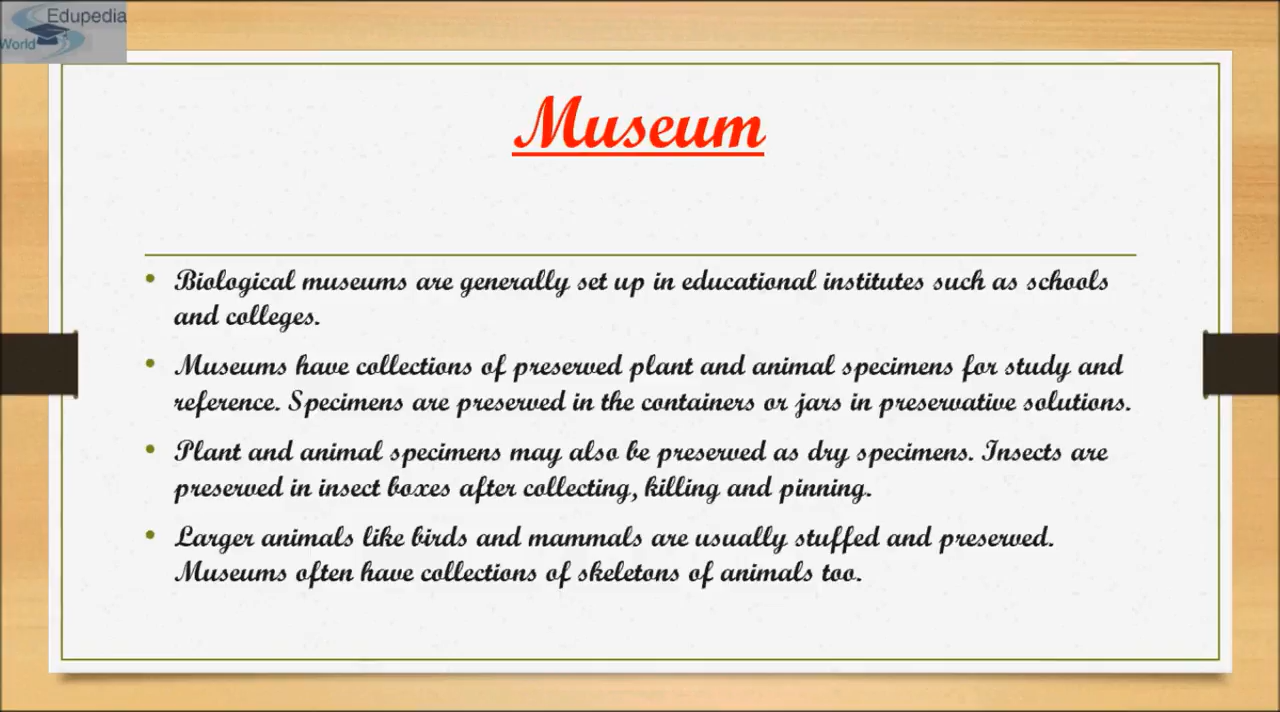 Edupedia
World
Museum
• Biological museums are generally set up in educational institutes such as schools
and colleges.
• Museums have collections of preserved plant and animal specimens for study and
reference. Specimens are preserved in the containers or jars in preservative solutions.
• Plant and animal specimens may also be preserved as dry specimens. Insects are
preserved in insect boxes after collecting, killing and pinning.
• Larger animals like birds and mammals are usually stuffed and preserved.
Museums often have collections of skeletons of animals too.